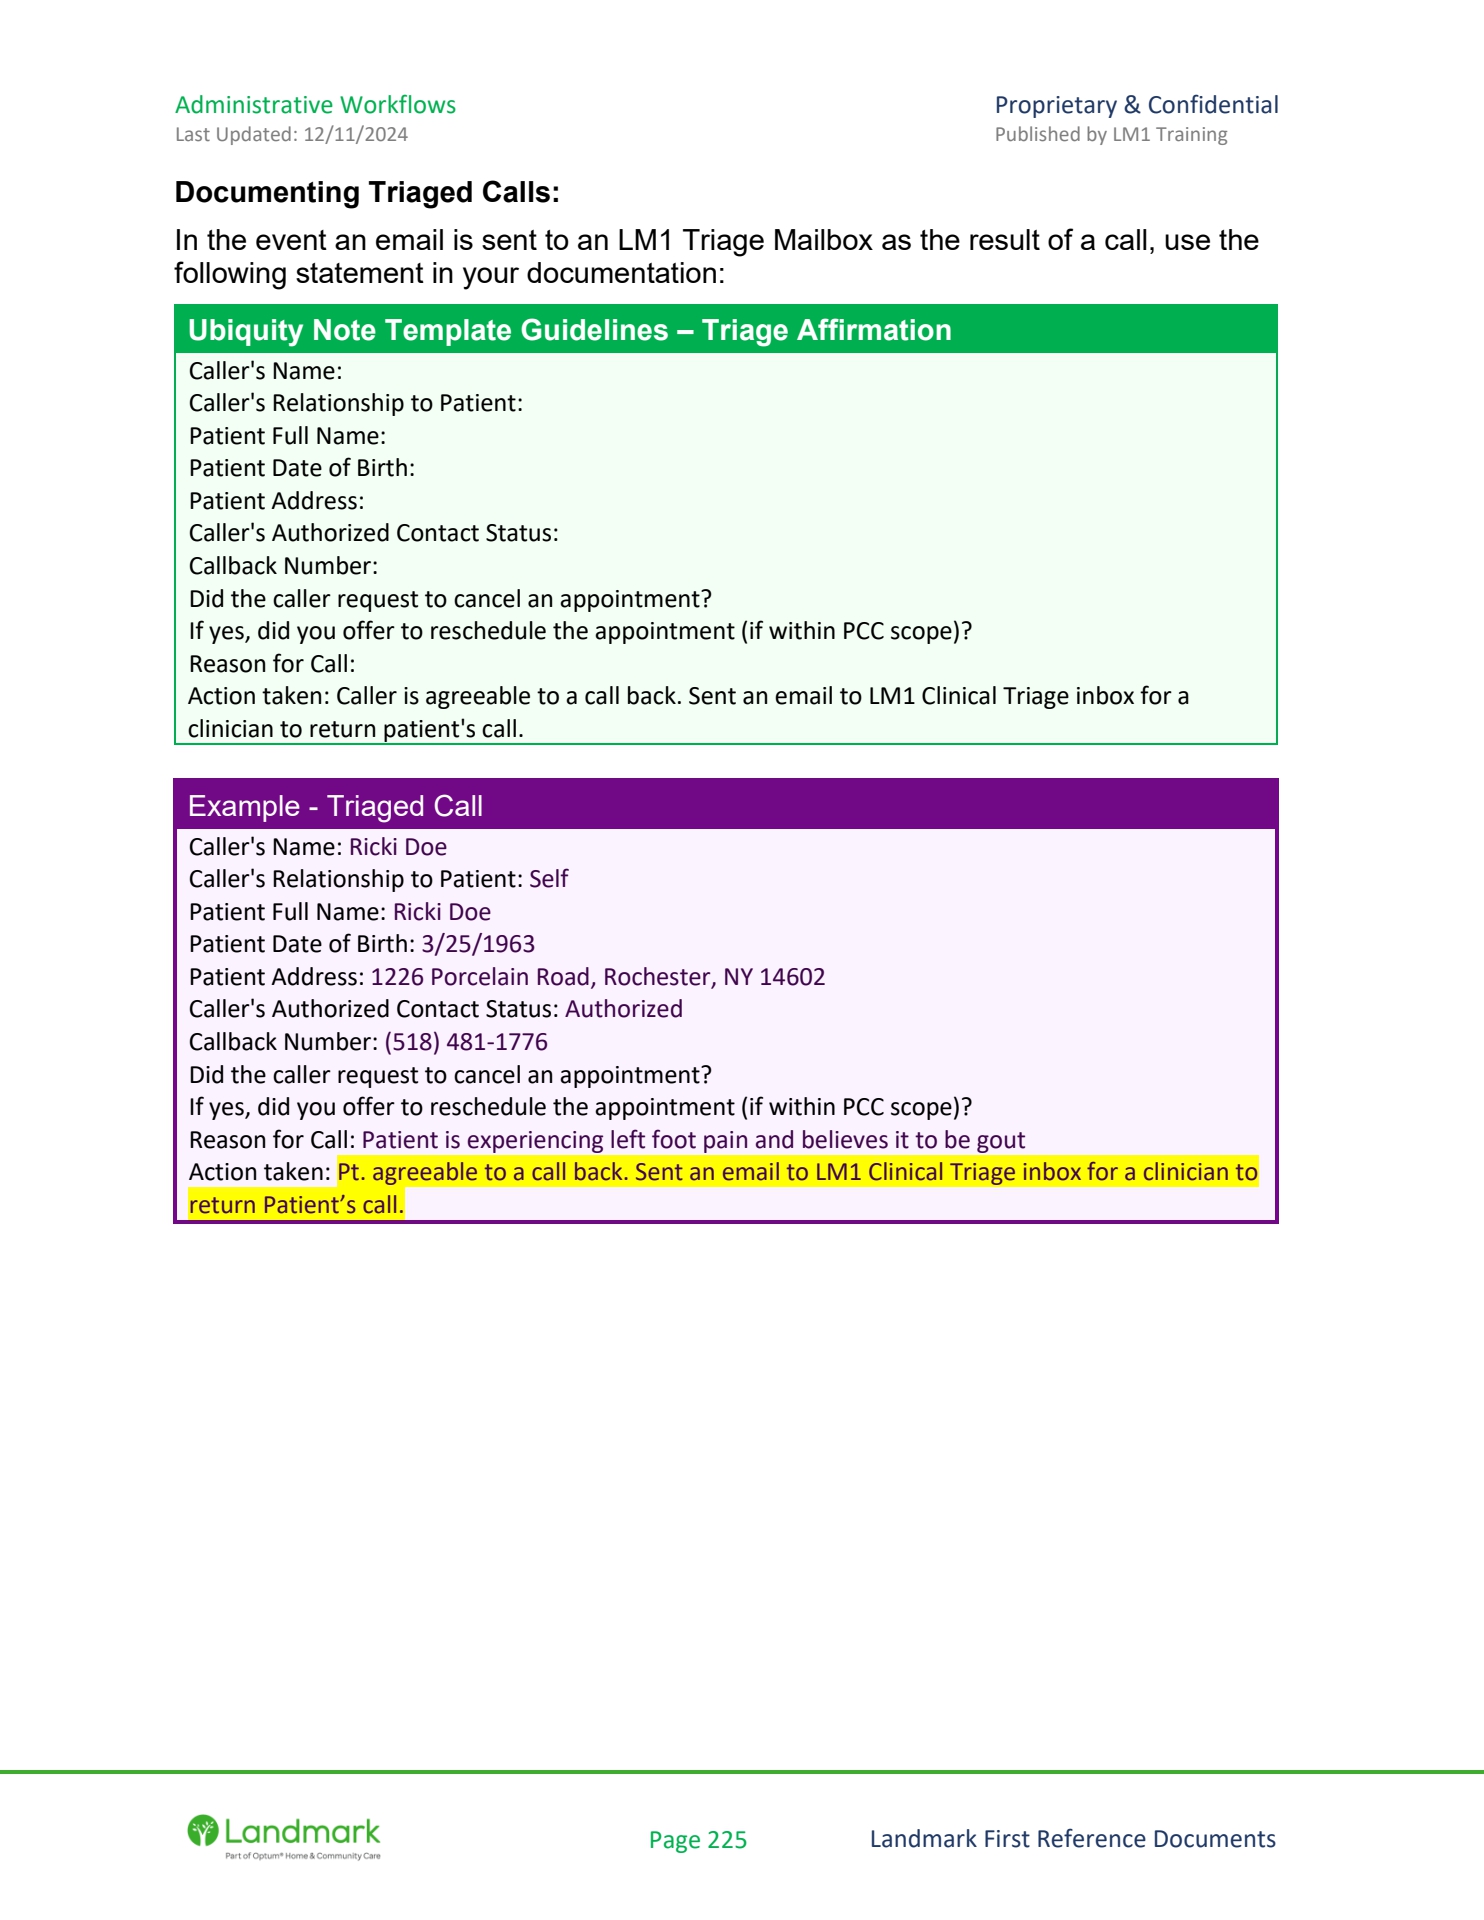 Administrative Workflows
Proprietary & Confidential
Last Updated: 12/11/2024
Published by LM1 Training
Documenting Triaged Calls:
In the event an email is sent to an LM1 Triage Mailbox as the result of a call, use the
following statement in your documentation:
Ubiquity Note Template Guidelines – Triage Affirmation
Caller's Name:
Caller's Relationship to Patient:
Patient Full Name:
Patient Date of Birth:
Patient Address:
Caller's Authorized Contact Status:
Callback Number:
Did the caller request to cancel an appointment?
If yes, did you offer to reschedule the appointment (if within PCC scope)?
Reason for Call:
Action taken: Caller is agreeable to a call back. Sent an email to LM1 Clinical Triage inbox for a
clinician to return patient's call.
Example - Triaged Call
Caller's Name: Ricki Doe
Caller's Relationship to Patient: Self
Patient Full Name: Ricki Doe
Patient Date of Birth: 3/25/1963
Patient Address: 1226 Porcelain Road, Rochester, NY 14602
Caller's Authorized Contact Status: Authorized
Callback Number: (518) 481-1776
Did the caller request to cancel an appointment?
If yes, did you offer to reschedule the appointment (if within PCC scope)?
Reason for Call: Patient is experiencing left foot pain and believes it to be gout
Action taken: Pt. agreeable to a call back. Sent an email to LM1 Clinical Triage inbox for a clinician to
return Patient’s call.
Landmark
Part of Optum® Home & Community Care
Page 225
Landmark First Reference Documents